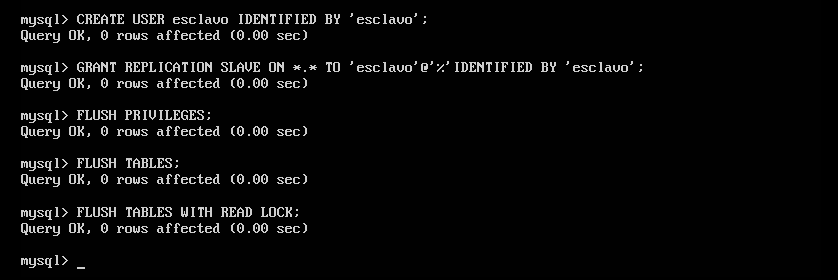 mysql> CREATE USER esclavo IDENTIFIED BY 'esclavo';
Query OK, 0 rows affected (0.00 sec)
mysql> GRANT REPLICATION SLAVE ON *.* TO 'esclavo'@'%'IDENTIFIED BY 'esclavo';
Query OK, 0 rows affected (0.00 sec)
mysql> FLUSH PRIVILEGES;
Query OK, 0 rows affected (0.00 sec)
mysql> FLUSH TABLES;
Query OK, 0 rows affected (0.00 sec)
mysql> FLUSH TABLES WITH READ LOCK;
Query OK, 0 rows affected (0.00 sec)
mysql> _